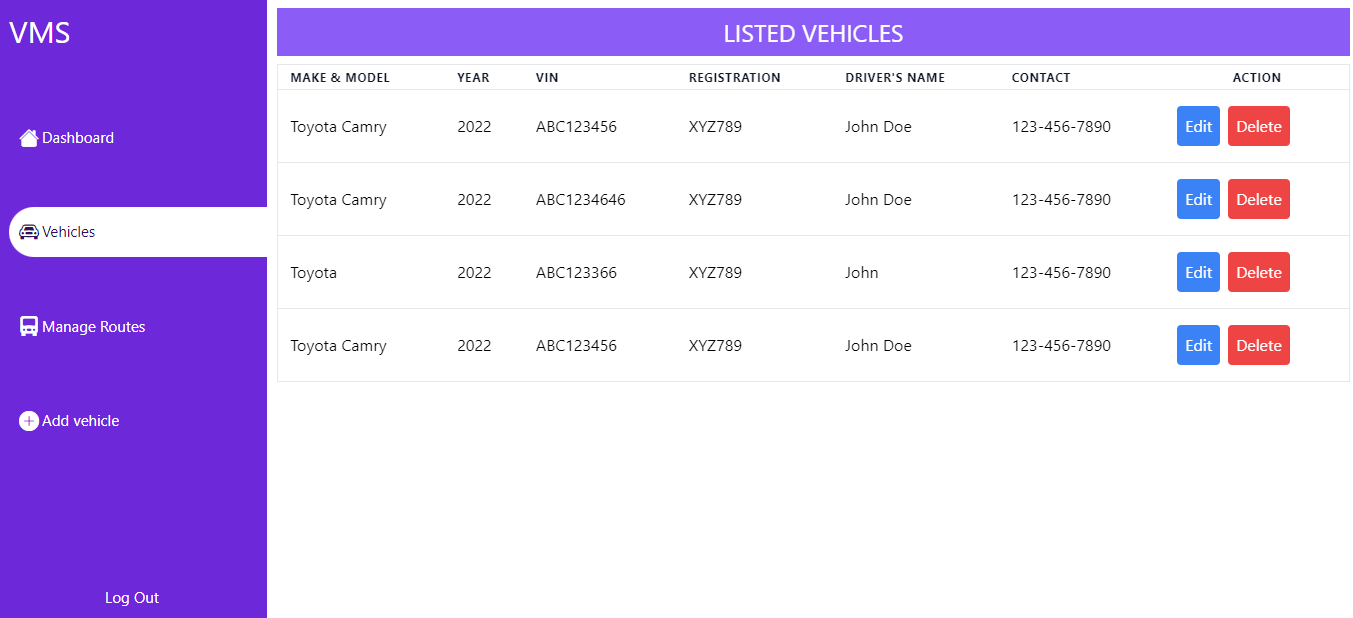 VMS
Dashboard
Vehicles
Manage Routes
Add vehicle
Log Out
LISTED VEHICLES
MAKE & MODEL YEAR VIN REGISTRATION DRIVER'S NAME CONTACT ACTION
Toyota Camry 2022 ABC123456 XYZ789 John Doe 123-456-7890 Edit Delete
Toyota Camry 2022 ABC1234646 XYZ789 John Doe 123-456-7890 Edit Delete
Toyota 2022 ABC123366 XYZ789 John 123-456-7890 Edit Delete
Toyota Camry 2022 ABC123456 XYZ789 John Doe 123-456-7890 Edit Delete